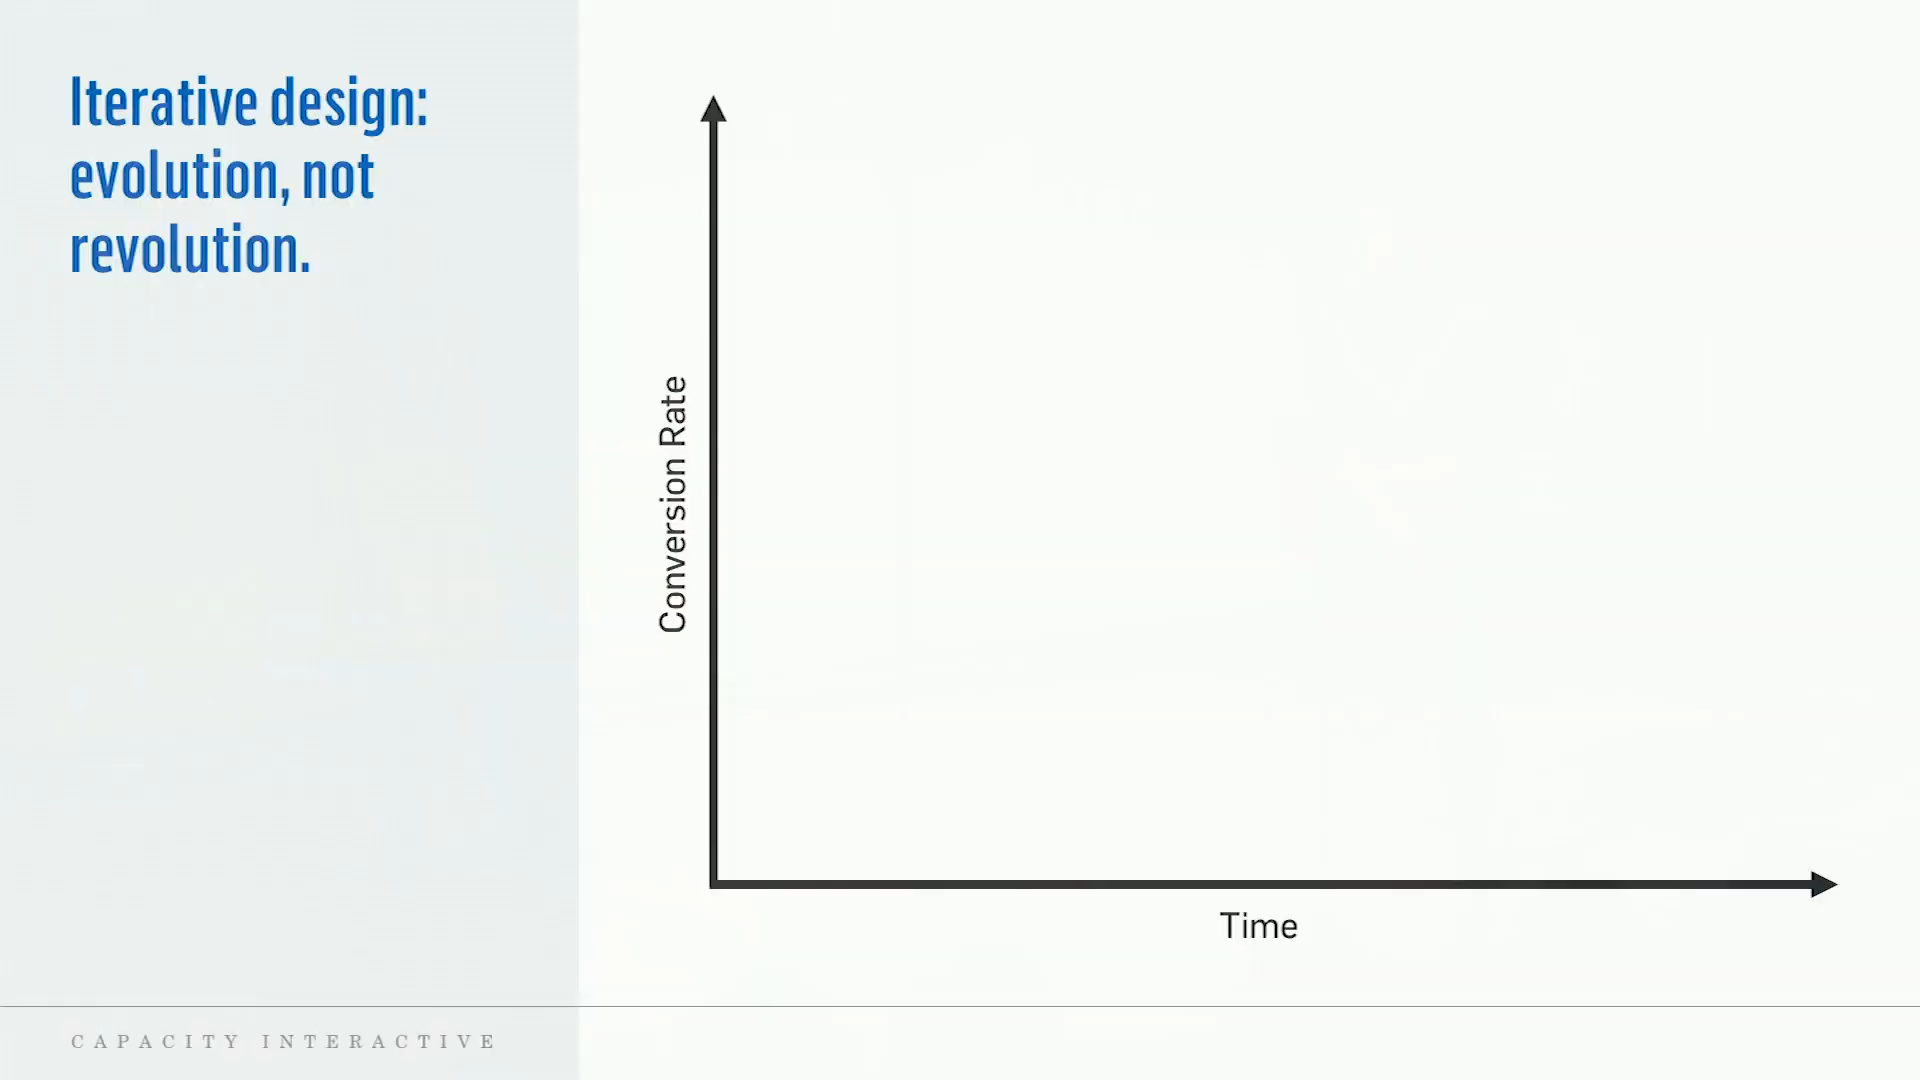 Iterative design:
evolution, not
revolution.
Conversion Rate
Time
CAPACITY INTERACTIVE